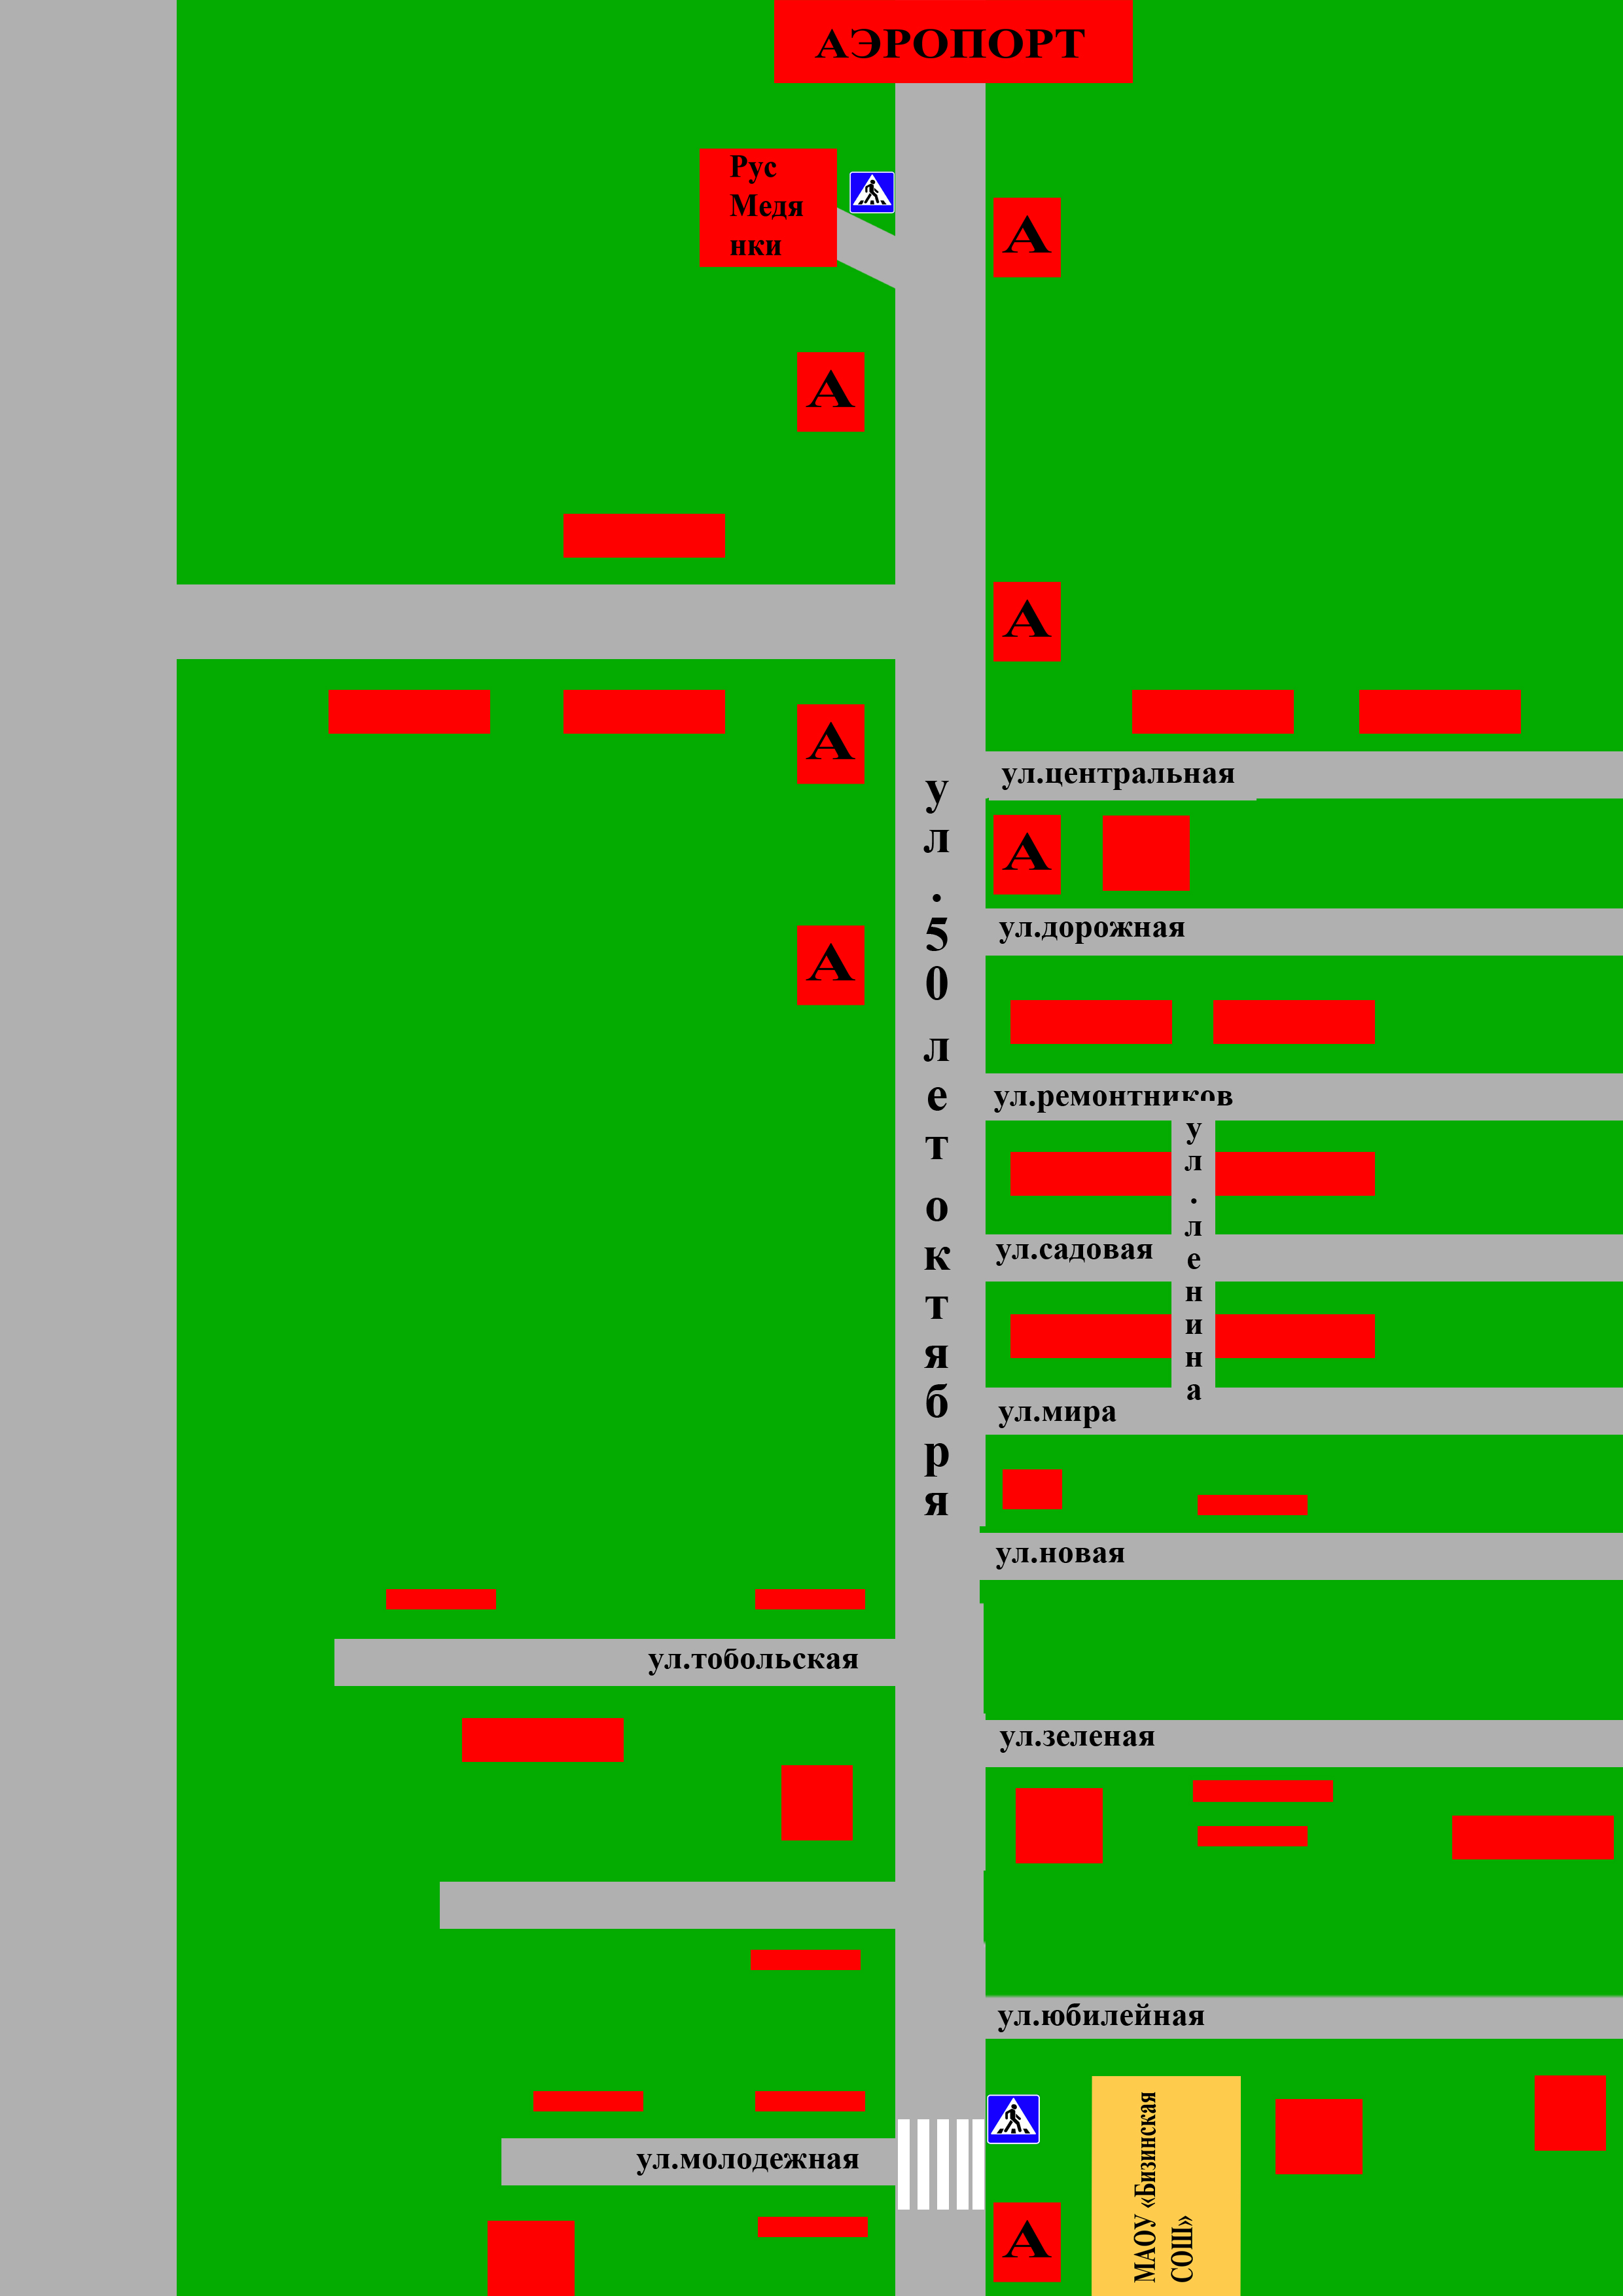 АЭРОПОРТ
Рус
Медя
нки
А
А
А
А
ул.центральная
А
ул.дорожная
А
ул.50 лет октября
ул.ремонтников
ул.ленина
ул.садовая
ул.мира
ул.новая
ул.тобольская
ул.зеленая
ул.юбилейная
ул.молодежная
МАОУ «Бизинская
СОШ»
А